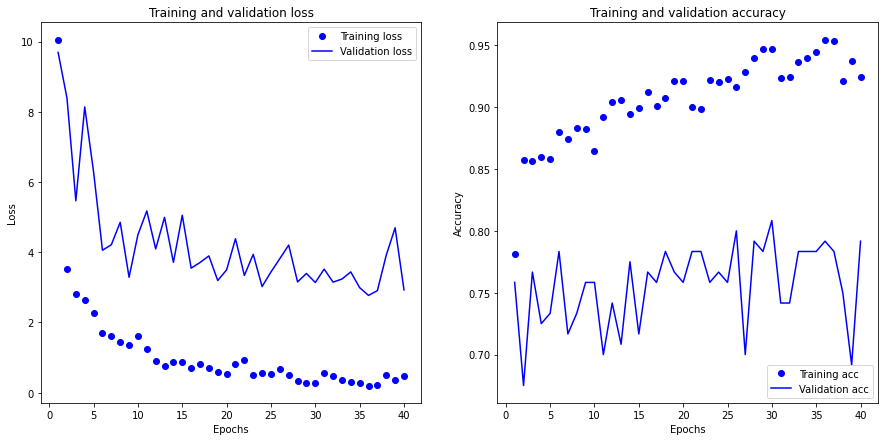 Training and validation loss
10
8
6
4
2
0
Loss
Training loss
Validation loss
0 5 10 15 20 25 30 35 40
Epochs
Training and validation accuracy
0.95
0.90
0.85
0.80
0.75
0.70
Accuracy
Training acc
Validation acc
0 5 10 15 20 25 30 35 40
Epochs